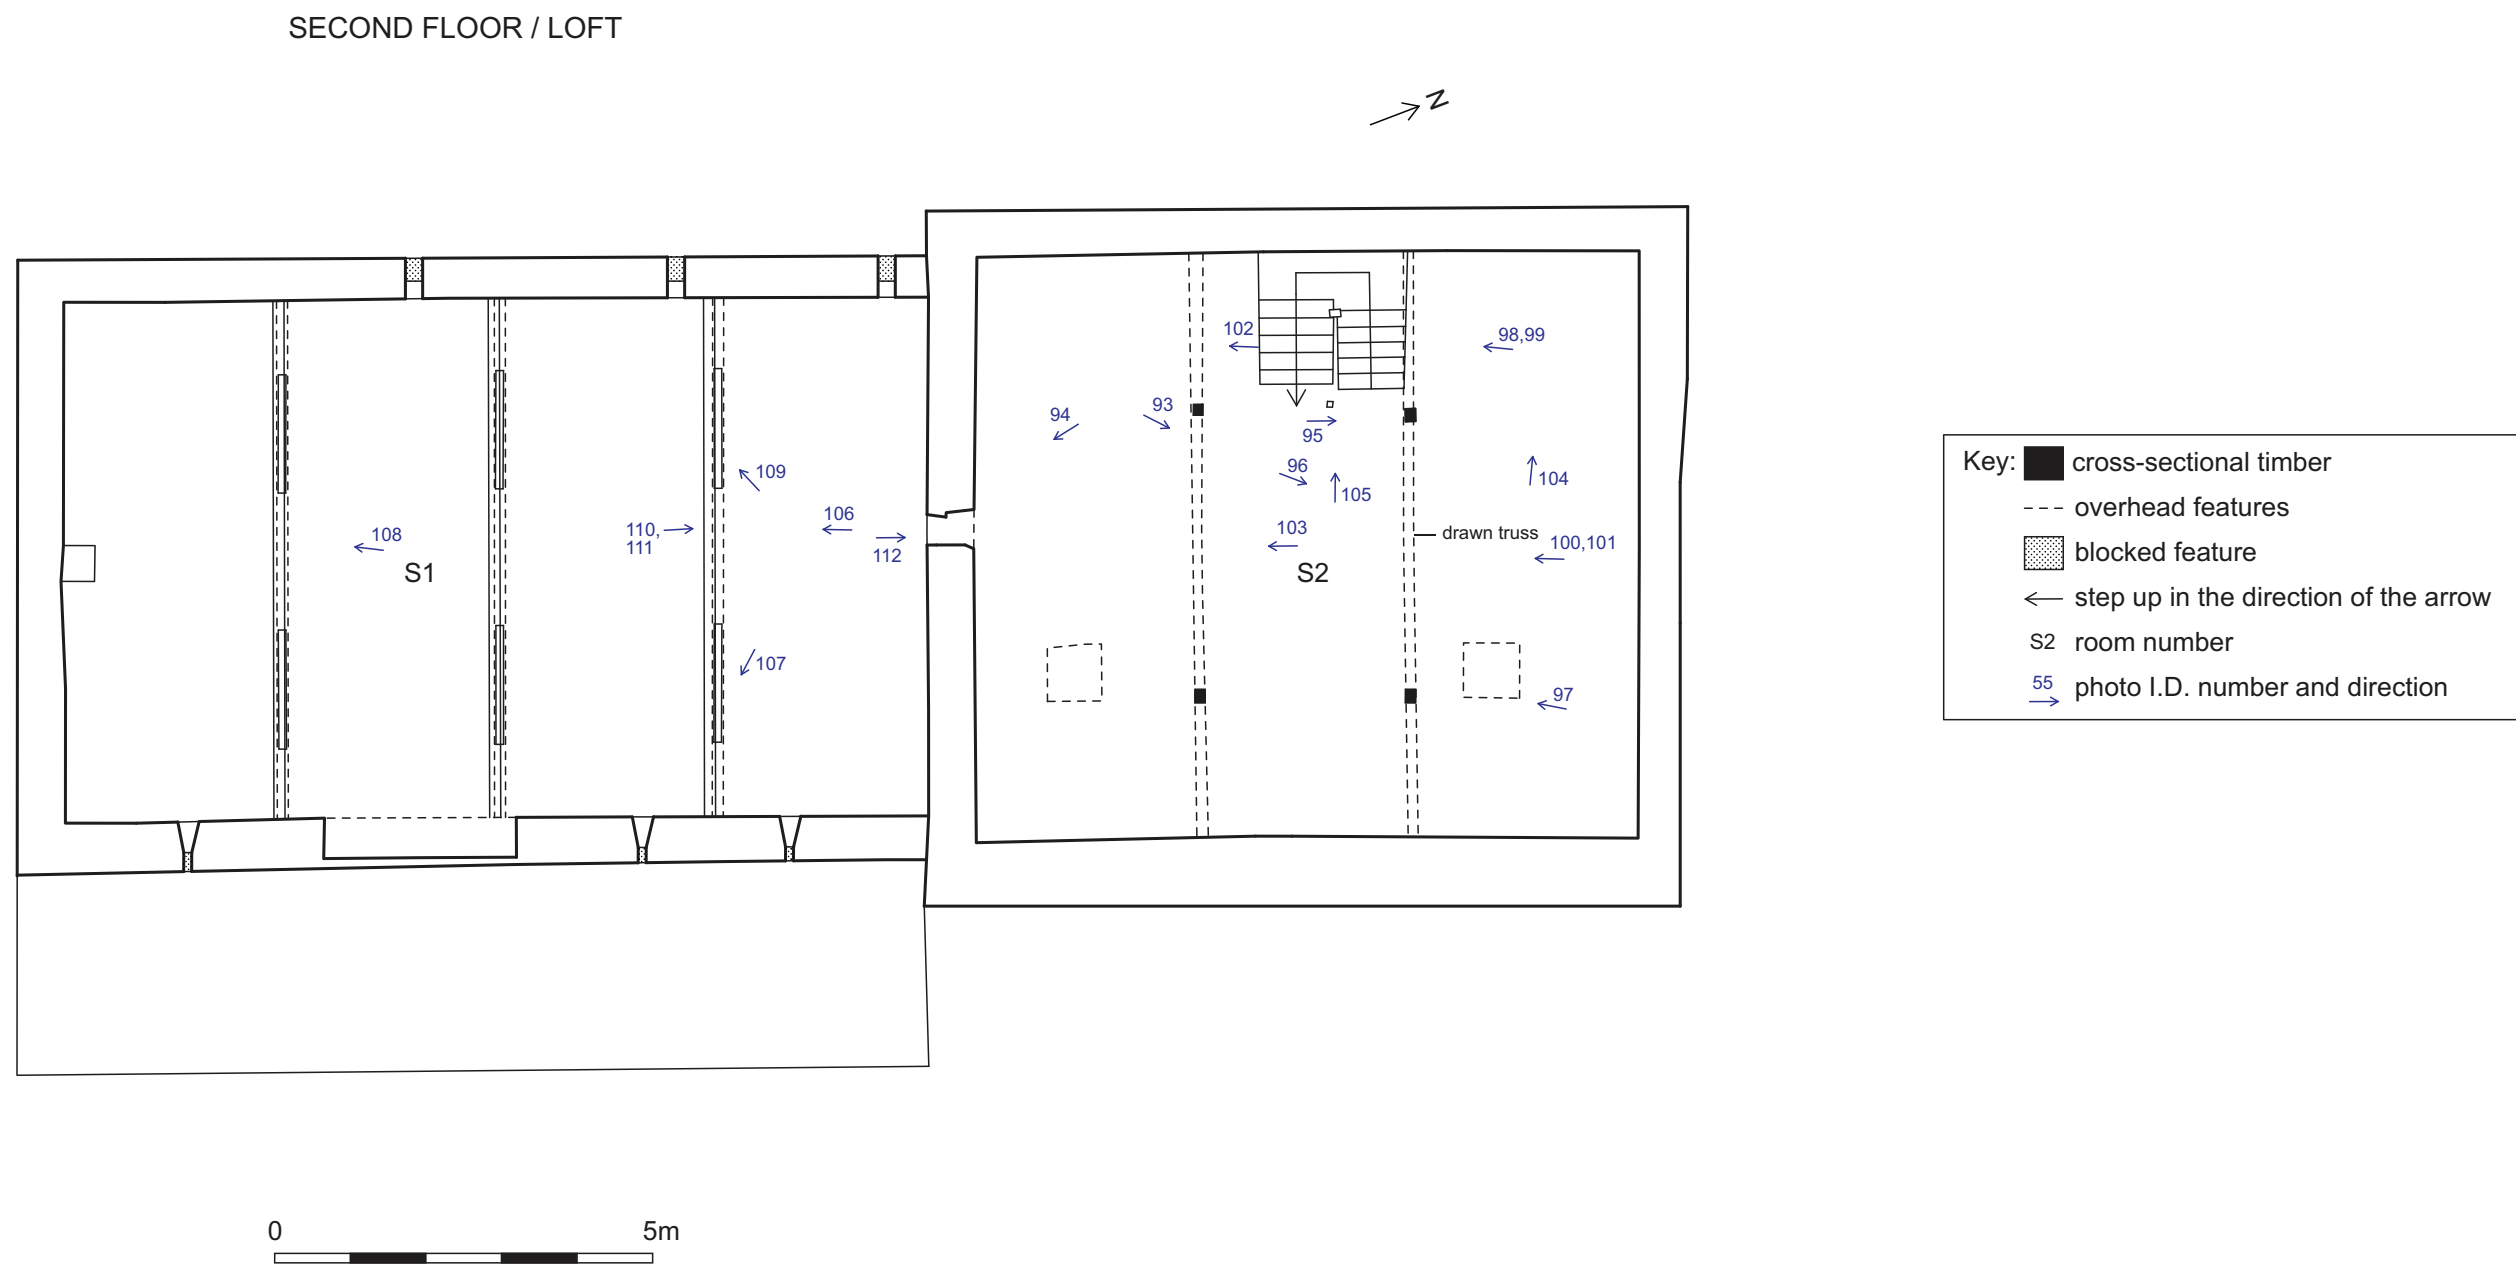 SECOND FLOOR / LOFT
N
102
98,99
94
93
95
109
96
105
104
108
110,
111
106
112
103
drawn truss
100,101
S1
S2
107
97
Key:
cross-sectional timber
overhead features
blocked feature
step up in the direction of the arrow
S2 room number
55 photo I.D. number and direction
0 5m